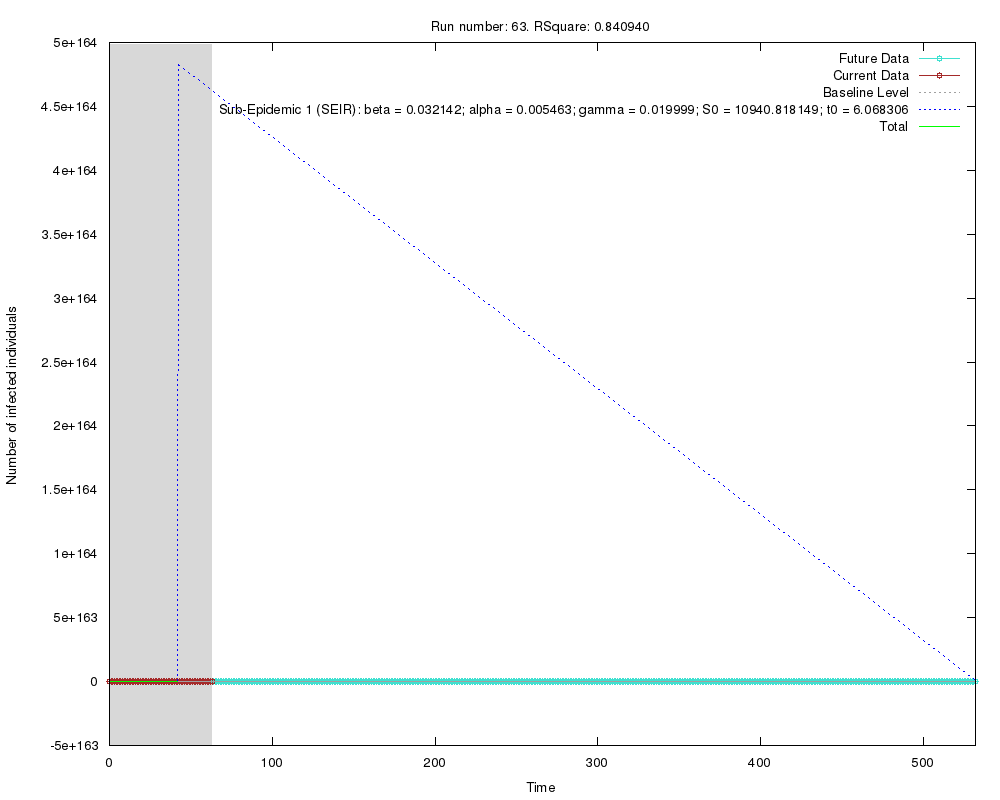 Run number: 63. RSquare: 0.840940
5e+164
4.5e+164
4e+164
3.5e+164
3e+164
2.5e+164
2e+164
1.5e+164
1e+164
5e+163
0
-5e+163
Number of infected individuals
Future Data
Current Data
Baseline Level
Sub-Epidemic 1 (SEIR): beta = 0.032142; alpha = 0.005463; gamma = 0.019999; S0 = 10940.818149; t0 = 6.068306
Total
0 100 200 300 400 500
Time